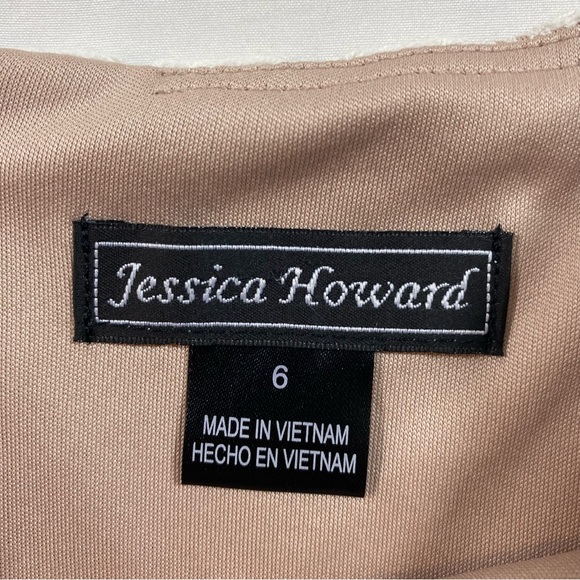 Jessica Howard
6
MADE IN VIETNAM
HECHO EN VIETNAM